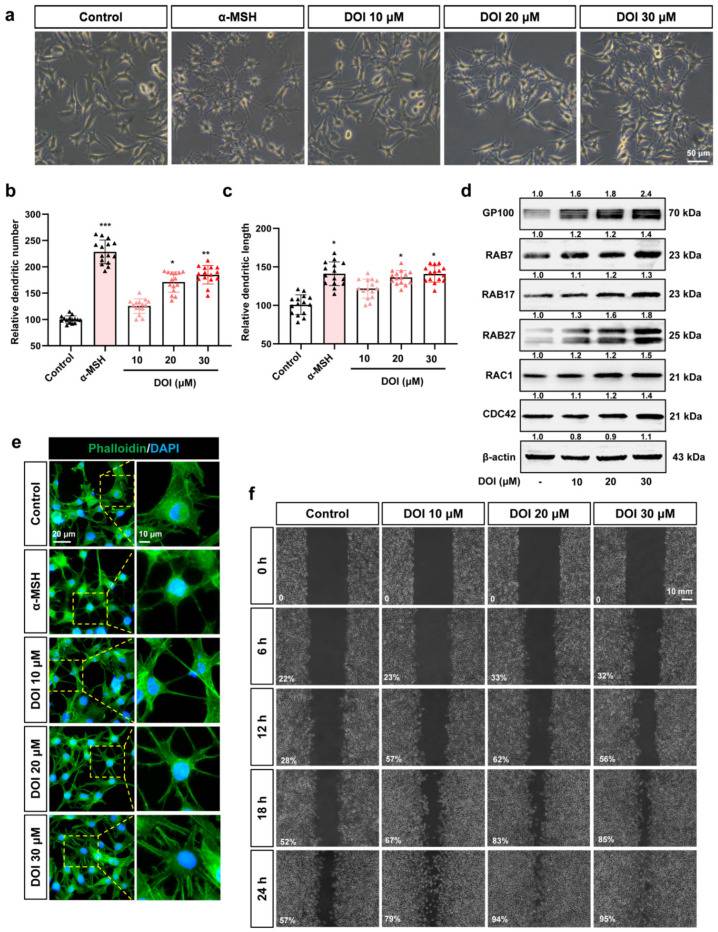 a
Control
α-MSH
DOI 10 μM
DOI 20 μM
DOI 30 μM
50 μm
b
Relative dendritic number
300
250
200
150
100
50
***
*
**
Control
α-MSH
10
20
30
DOI (μM)
c
Relative dendritic length
200
150
100
50
*
*
*
Control
α-MSH
10
20
30
DOI (μM)
d
1.0 1.6 1.8 2.4
GP100 70 kDa
1.0 1.2 1.2 1.4
RAB7 23 kDa
1.0 1.1 1.2 1.3
RAB17 23 kDa
1.0 1.3 1.6 1.8
RAB27 25 kDa
1.0 1.2 1.2 1.5
RAC1 21 kDa
1.0 1.1 1.2 1.4
CDC42 21 kDa
1.0 0.8 0.9 1.1
β-actin 43 kDa
DOI (μM) - 10 20 30
e
Phalloidin/DAPI
Control
20 μm
10 μm
α-MSH
DOI 10 μM
DOI 20 μM
DOI 30 μM
f
Control
DOI 10 μM
DOI 20 μM
DOI 30 μM
0 h
0
0
0
0
10 mm
6 h
22%
23%
33%
32%
12 h
28%
57%
62%
56%
18 h
52%
67%
83%
85%
24 h
57%
79%
94%
95%